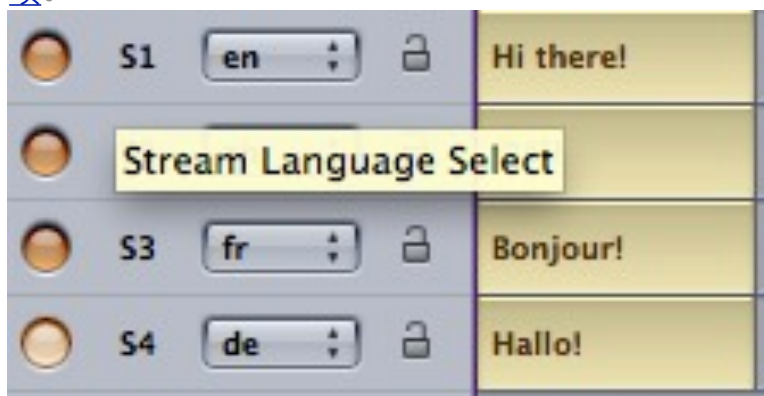 S1 en Hi there!
Stream Language Select
S3 fr Bonjour!
S4 de Hallo!